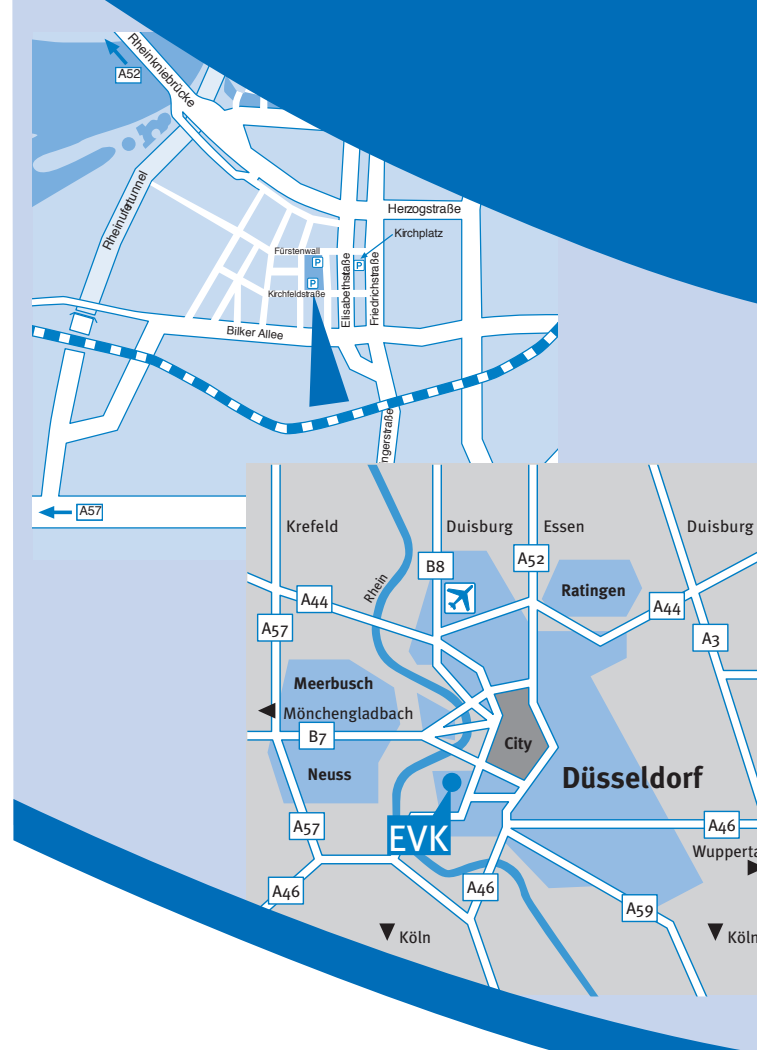 Rheinkniebrücke
A52
Rheinufertunnel
Herzogstraße
Kirchplatz
Fürstenwall
P
P
P
Kirchfeldstraße
Elisabethstaße
Friedrichstraße
Bilker Allee
ngerstraße
A57
Krefeld
Duisburg
Essen
Duisburg
B8
A52
Rhein
Ratingen
A44
A44
A57
A3
Meerbusch
Mönchengladbach
B7
City
Neuss
Düsseldorf
A57
EVK
A46
Wupperta
A46
A46
A59
Köln
Köln